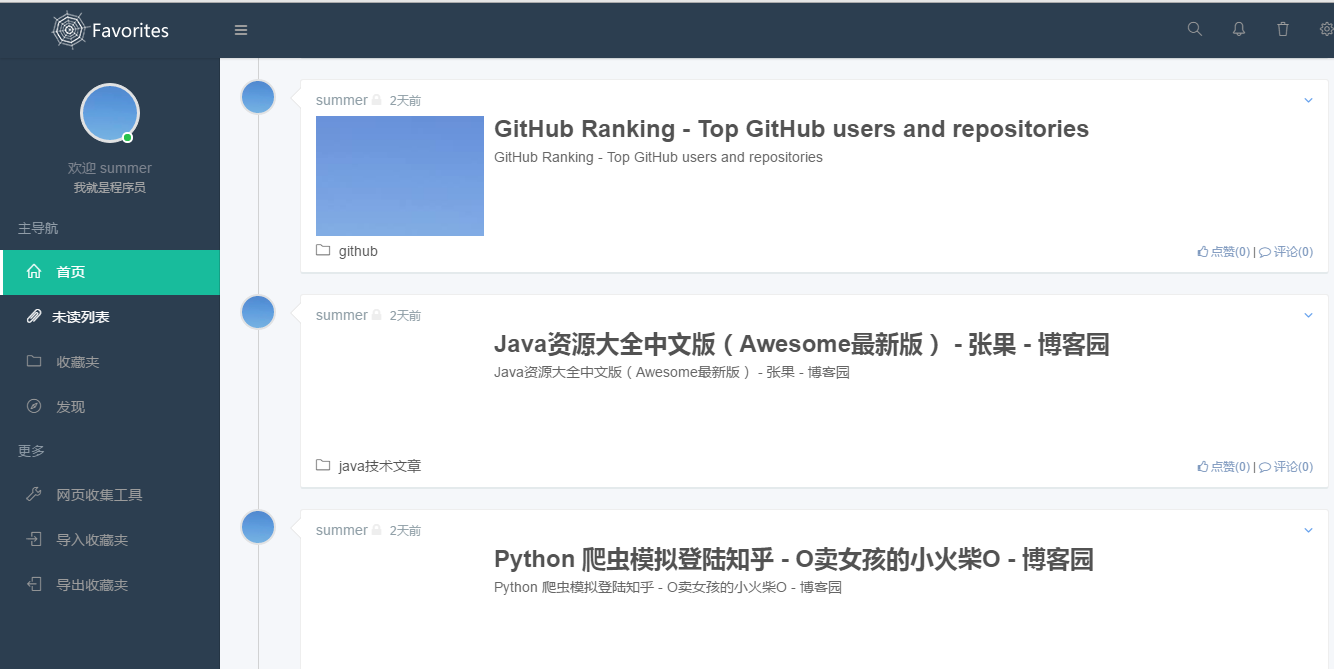 Favorites
欢迎 summer
我就是程序员
主导航
首页
未读列表
收藏夹
发现
更多
网页收集工具
导入收藏夹
导出收藏夹
summer 2天前
GitHub Ranking - Top GitHub users and repositories
GitHub Ranking - Top GitHub users and repositories
github
点赞(0) | 评论(0)
summer 2天前
Java资源大全中文版（Awesome最新版） - 张果 - 博客园
Java资源大全中文版（Awesome最新版） - 张果 - 博客园
java技术文章
点赞(0) | 评论(0)
summer 2天前
Python 爬虫模拟登陆知乎 - O卖女孩的小火柴O - 博客园
Python 爬虫模拟登陆知乎 - O卖女孩的小火柴O - 博客园